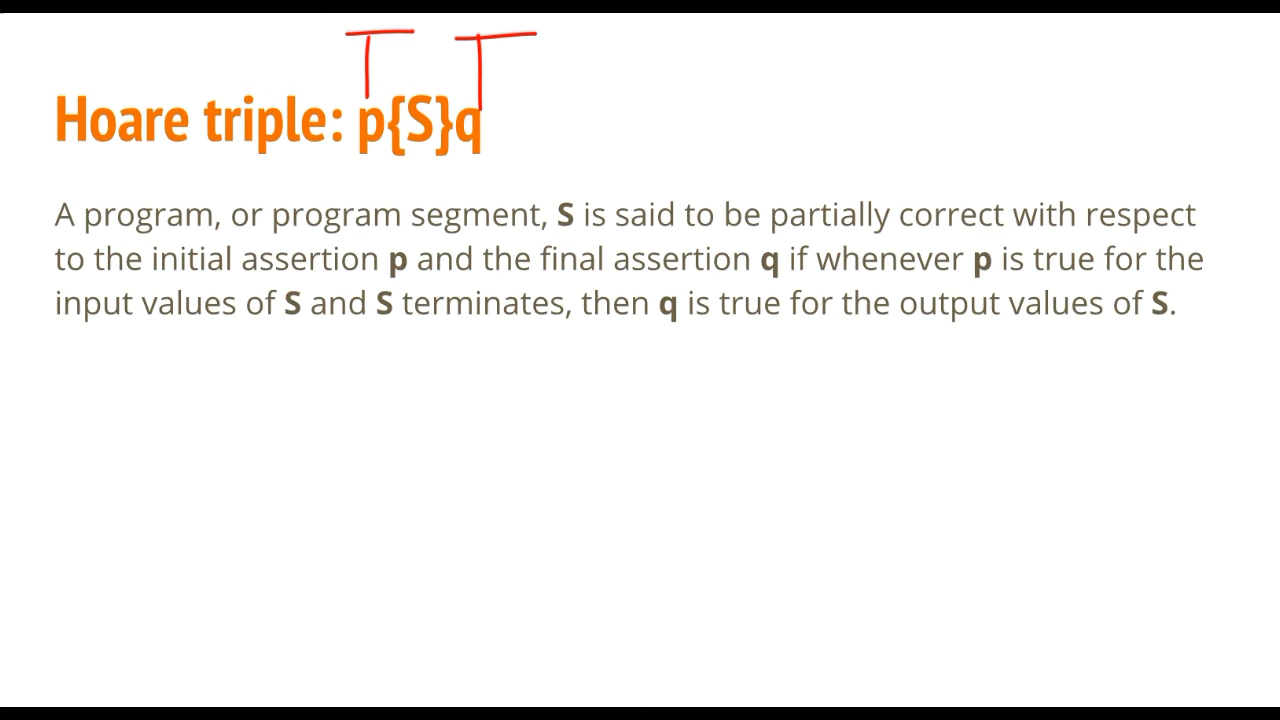 T T
Hoare triple: p{S}q
A program, or program segment, S is said to be partially correct with respect
to the initial assertion p and the final assertion q if whenever p is true for the
input values of S and S terminates, then q is true for the output values of S.